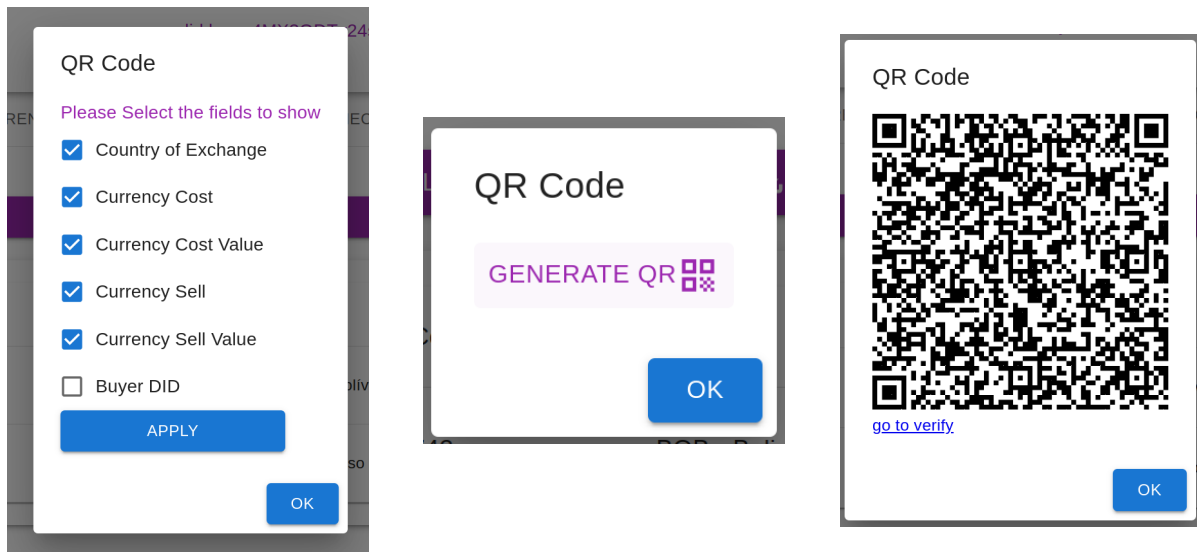 QR Code
Please Select the fields to show
Country of Exchange
Currency Cost
Currency Cost Value
Currency Sell
Currency Sell Value
Buyer DID
APPLY
OK
QR Code
GENERATE QR
OK
QR Code
go to verify
OK